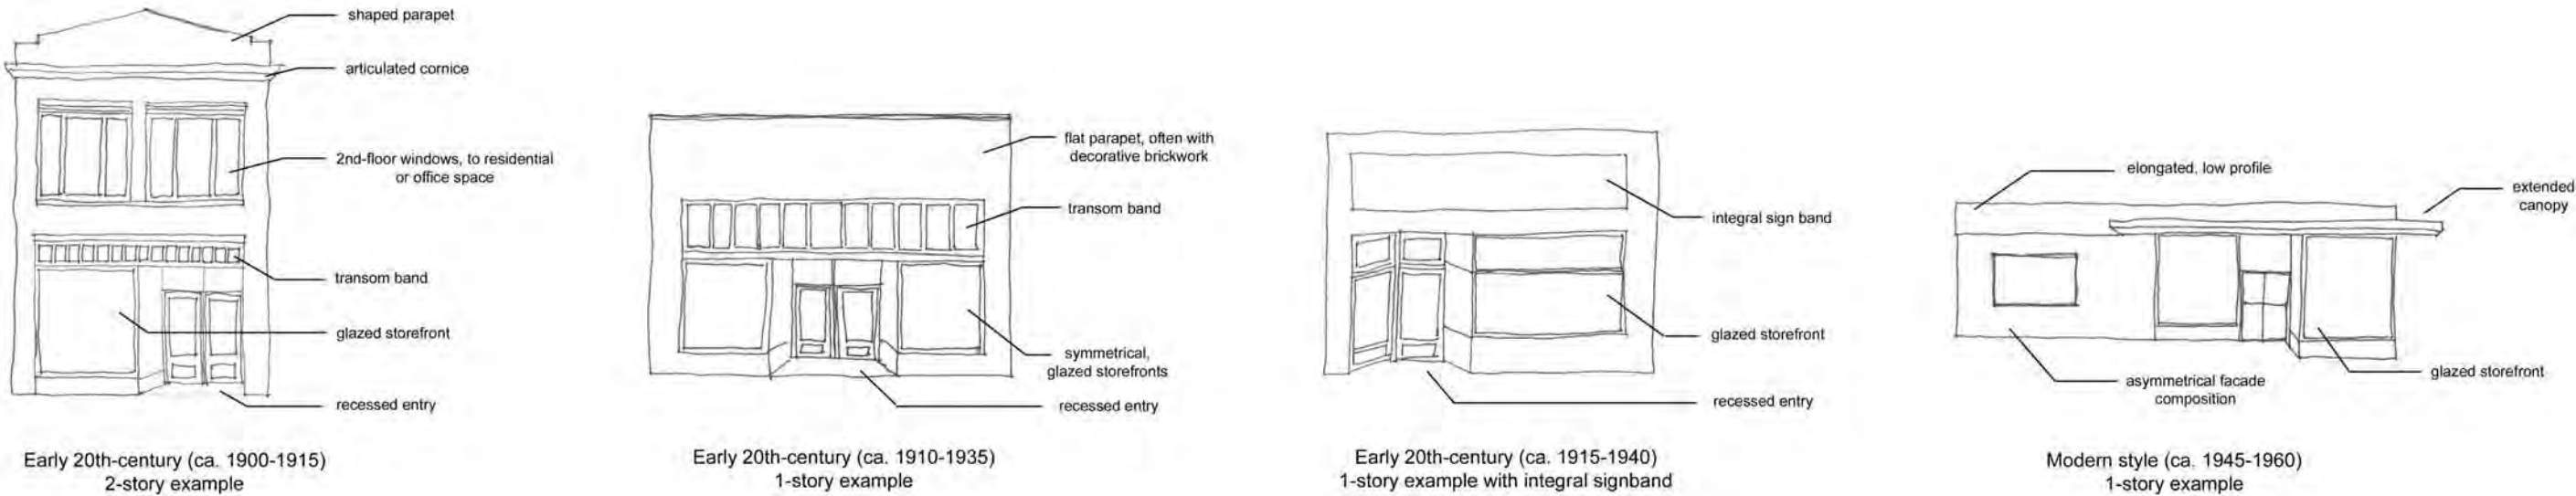 shaped parapet
articulated cornice
2nd-floor windows, to residential
or office space
transom band
glazed storefront
recessed entry
Early 20th-century (ca. 1900-1915)
2-story example
flat parapet, often with
decorative brickwork
transom band
symmetrical,
glazed storefronts
recessed entry
Early 20th-century (ca. 1910-1935)
1-story example
integral sign band
glazed storefront
recessed entry
Early 20th-century (ca. 1915-1940)
1-story example with integral signband
elongated, low profile
extended
canopy
glazed storefront
asymmetrical facade
composition
Modern style (ca. 1945-1960)
1-story example